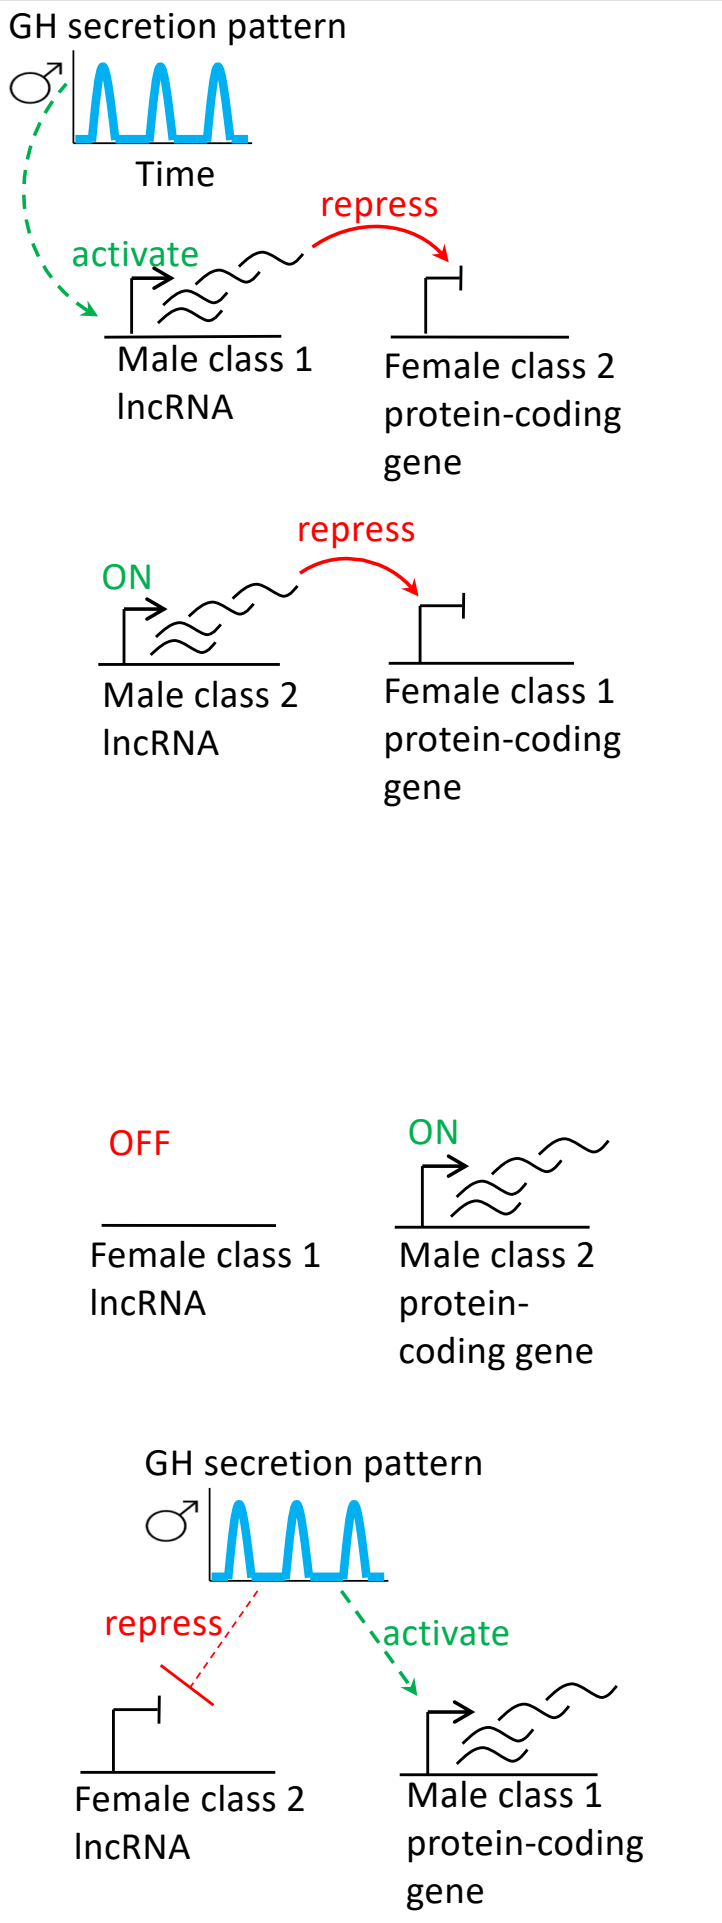 GH secretion pattern
Time
repress
activate
Male class 1
lncRNA
Female class 2
protein-coding
gene
repress
ON
Male class 2
lncRNA
Female class 1
protein-coding
gene
OFF
ON
Female class 1
lncRNA
Male class 2
protein-
coding gene
GH secretion pattern
repress
activate
Female class 2
lncRNA
Male class 1
protein-coding
gene